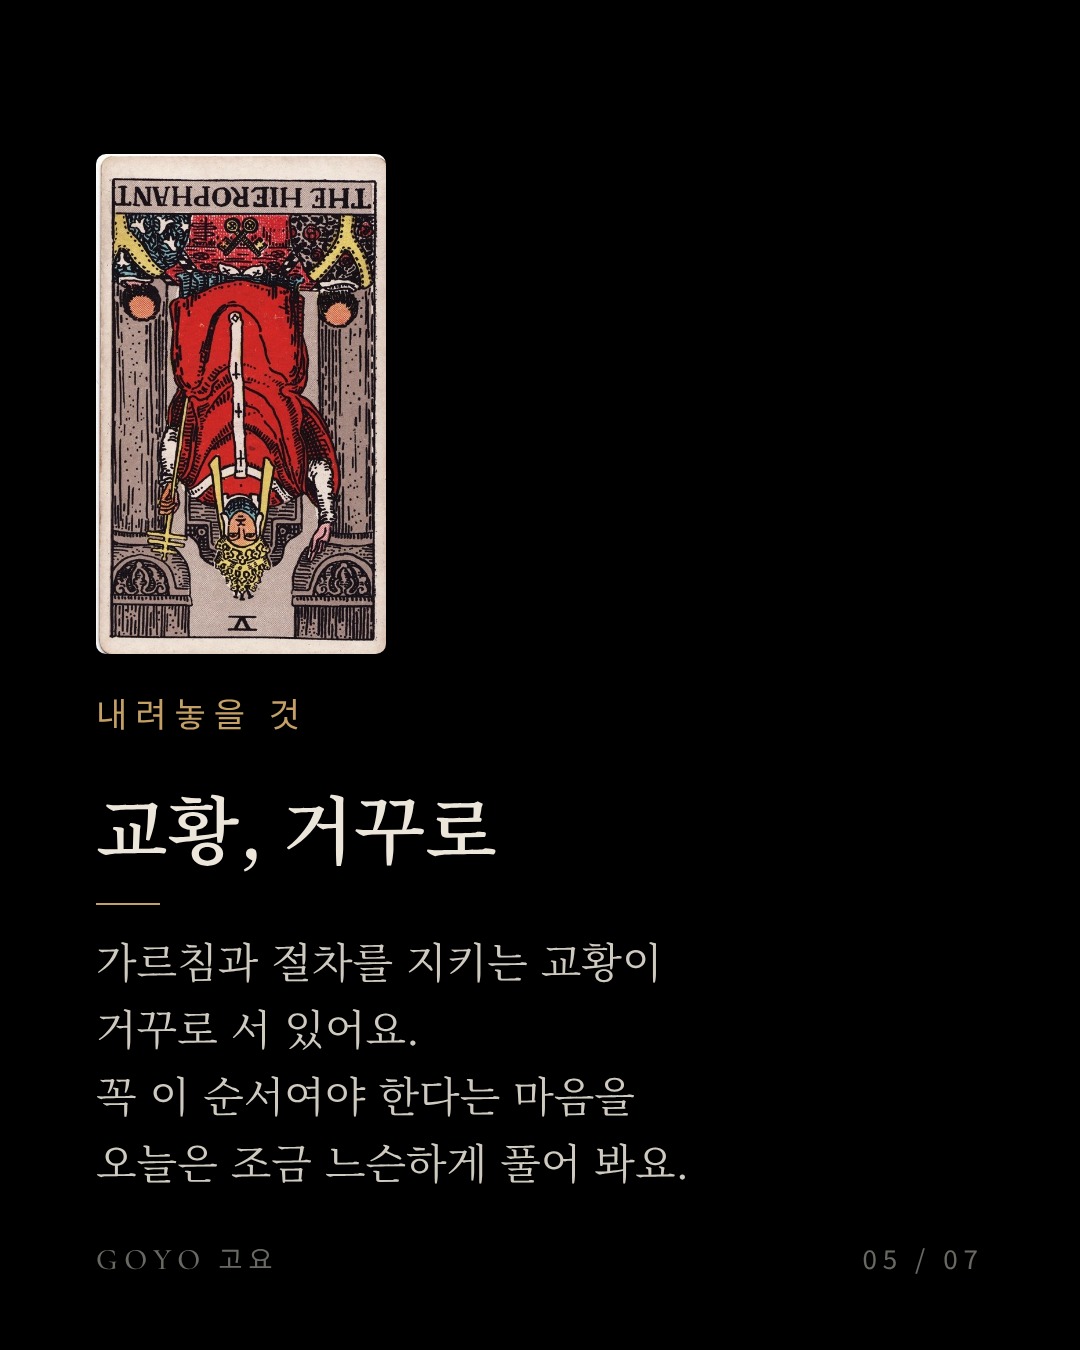 THE HIEROPHANT
V
내려놓을 것
교황, 거꾸로
가르침과 절차를 지키는 교황이
거꾸로 서 있어요.
꼭 이 순서여야 한다는 마음을
오늘은 조금 느슨하게 풀어 봐요.
GOYO 고요
05 / 07